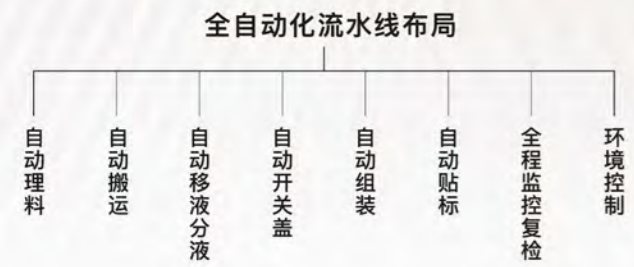 全自动化流水线布局
自动理料
自动搬运
自动移液分液
自动开关盖
自动组装
自动贴标
全程监控复检
环境控制